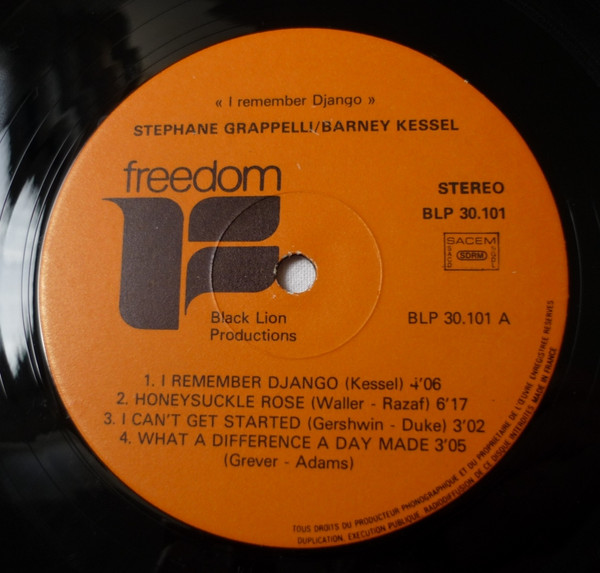 « I remember Django »
STEPHANE GRAPPELLI/BARNEY KESSEL
freedom
STEREO
BLP 30.101
SACEM
SDRM
Black Lion
Productions
BLP 30.101 A
1. I REMEMBER DJANGO (Kessel) 4'06
2. HONEYSUCKLE ROSE (Waller - Razaf) 6'17
3. I CAN'T GET STARTED (Gershwin - Duke) 3'02
4. WHAT A DIFFERENCE A DAY MADE 3'05
(Grever - Adams)
TOUS DROITS DU PRODUCTEUR PHONOGRAPHIQUE ET DU PROPRIETAIRE DE L'ŒUVRE ENREGISTREE RESERVES
DUPLICATION, EXECUTION PUBLIQUE, RADIODIFFUSION DE CE DISQUE INTERDITES MADE IN FRANCE